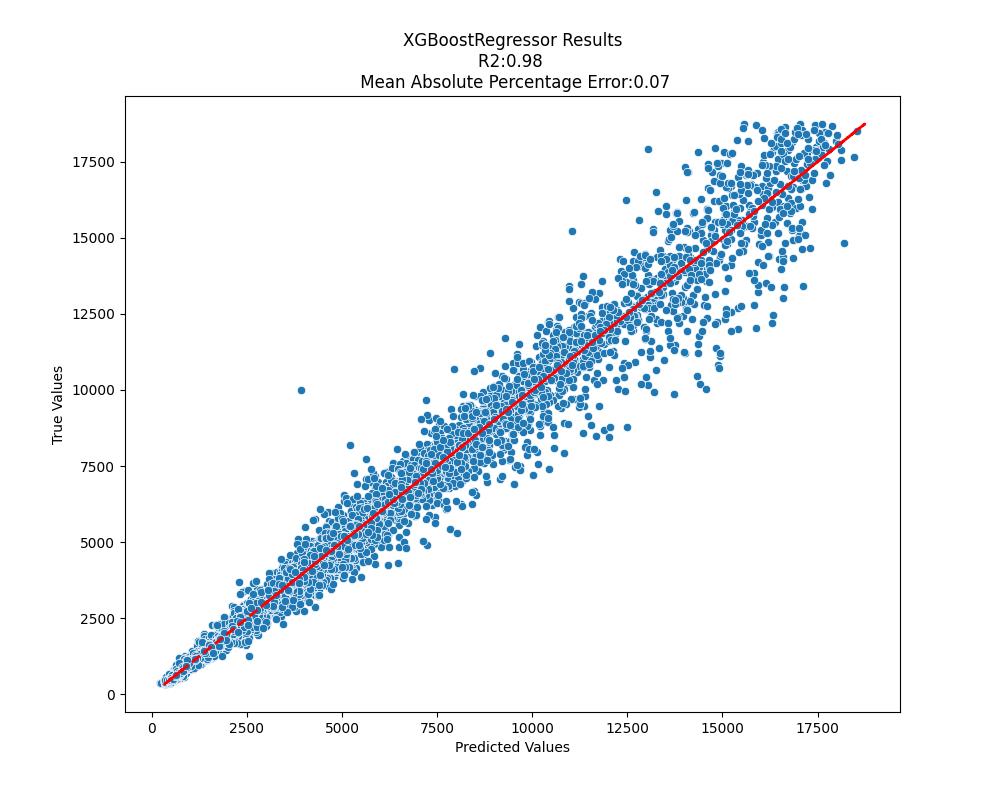 XGBoostRegressor Results
R2:0.98
Mean Absolute Percentage Error:0.07
17500
15000
12500
10000
7500
5000
2500
0
True Values
0 2500 5000 7500 10000 12500 15000 17500
Predicted Values